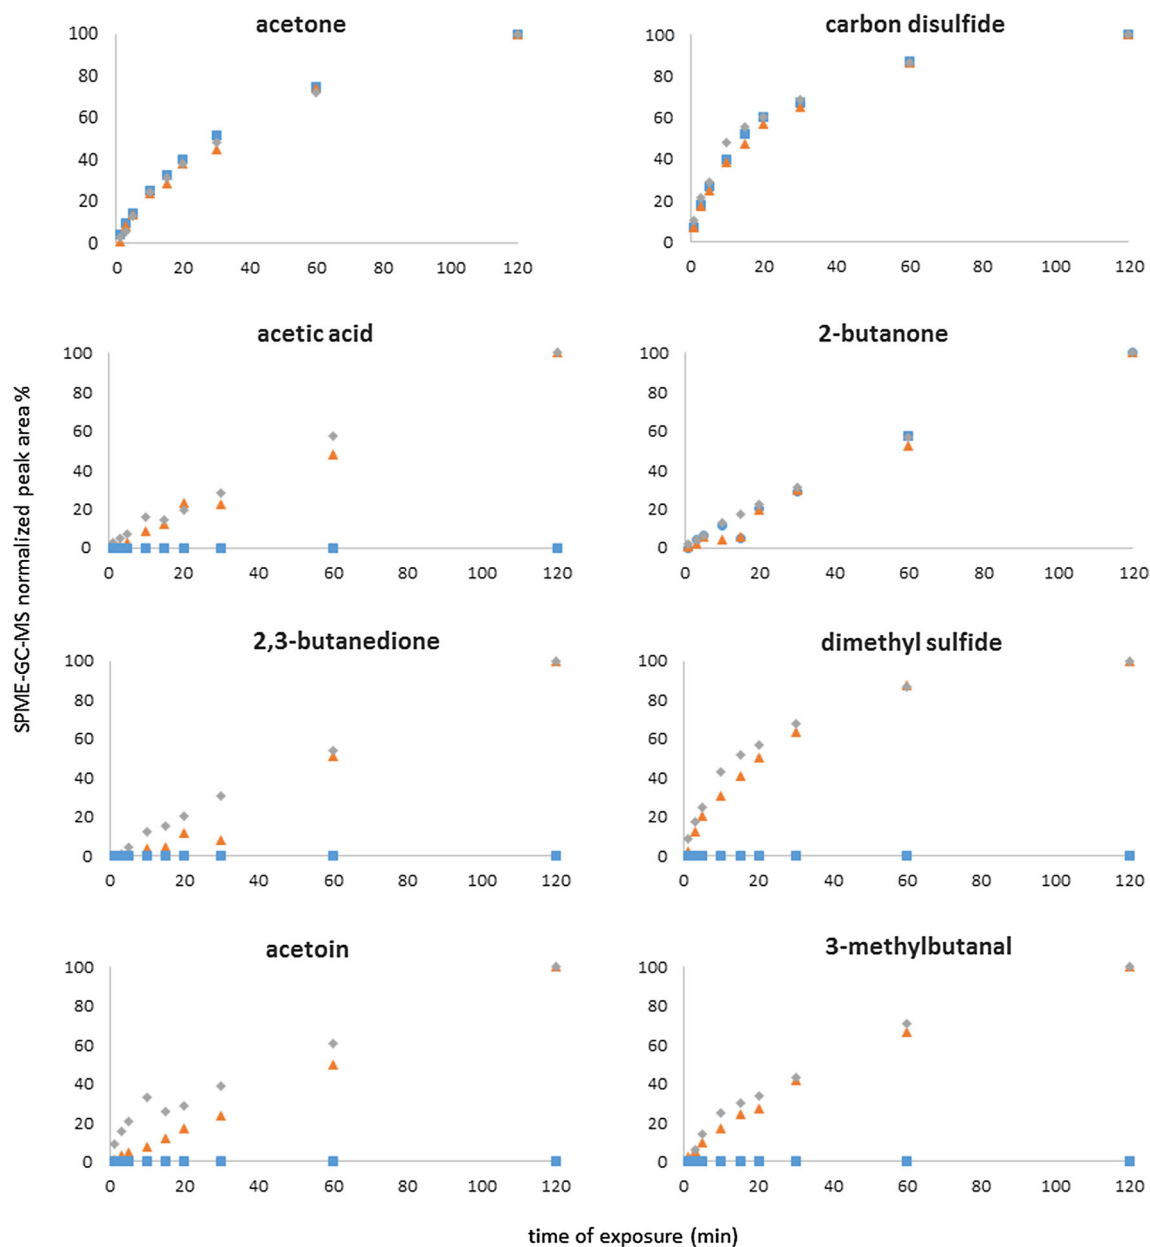 acetone
carbon disulfide
100
80
60
40
20
0
0 20 40 60 80 100 120
100
80
60
40
20
0
0 20 40 60 80 100 120
acetic acid
2-butanone
100
80
60
40
20
0
0 20 40 60 80 100 120
100
80
60
40
20
0
0 20 40 60 80 100 120
SPME-GC-MS normalized peak area %
2,3-butanedione
dimethyl sulfide
100
80
60
40
20
0
0 20 40 60 80 100 120
100
80
60
40
20
0
0 20 40 60 80 100 120
acetoin
3-methylbutanal
100
80
60
40
20
0
0 20 40 60 80 100 120
100
80
60
40
20
0
0 20 40 60 80 100 120
time of exposure (min)